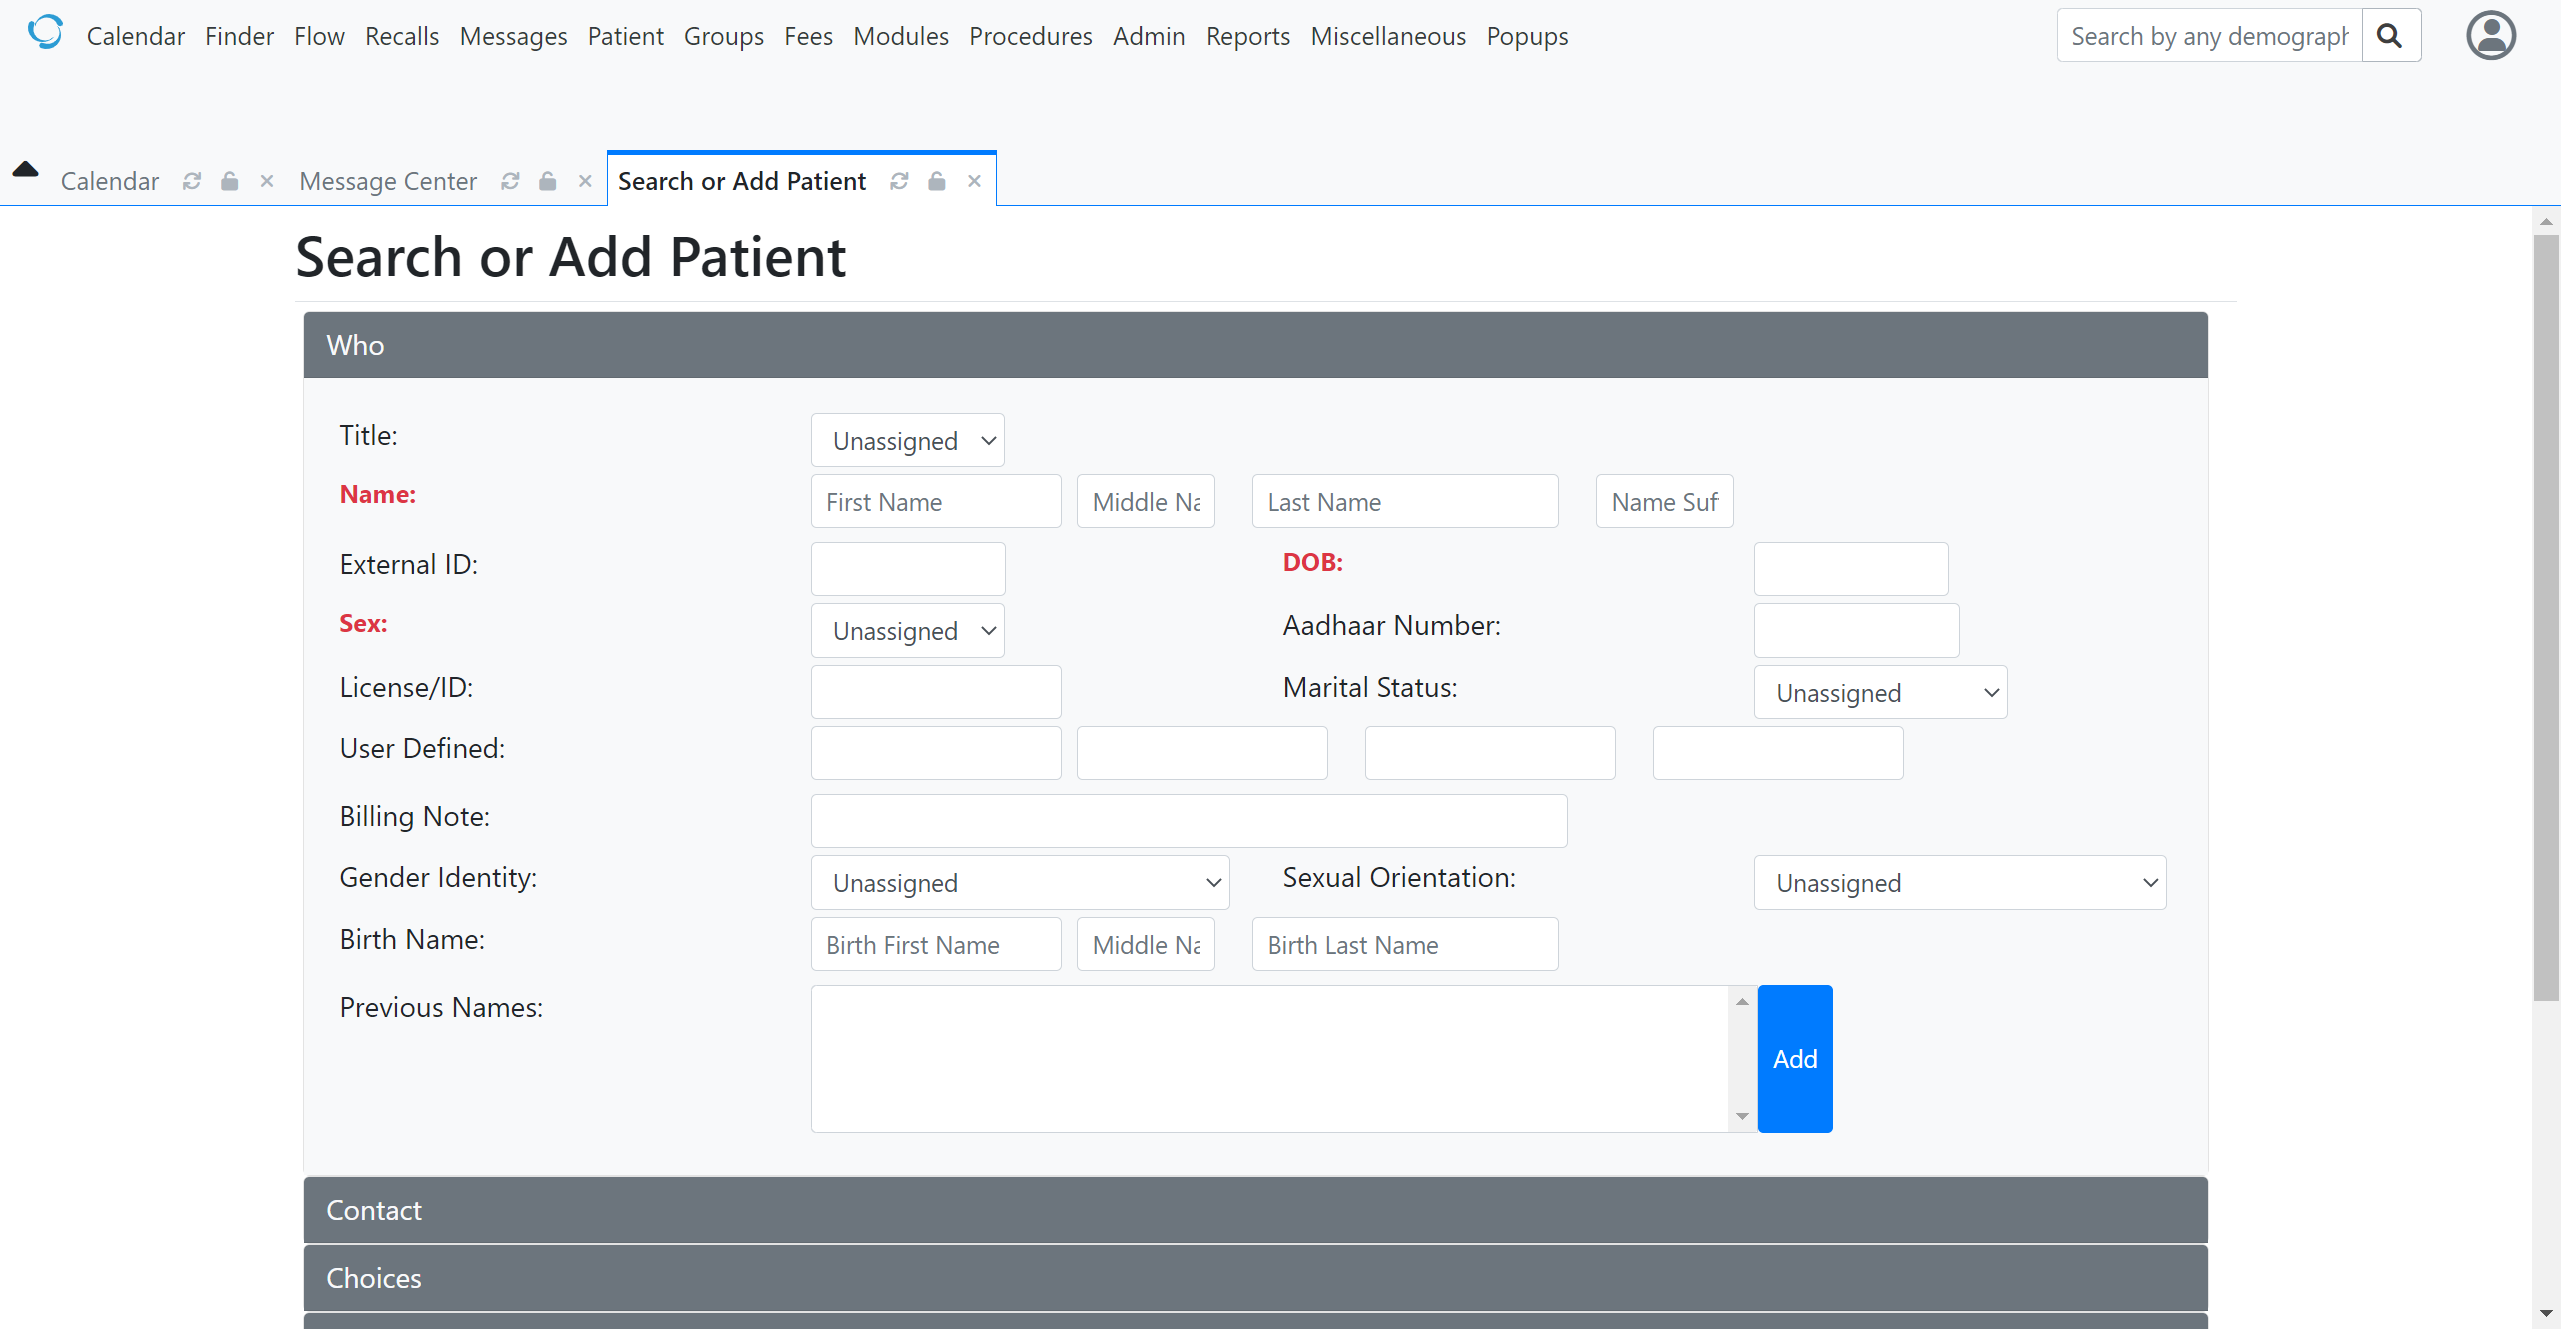 Calendar Finder Flow Recalls Messages Patient Groups Fees Modules Procedures Admin Reports Miscellaneous Popups Search by any demograph
Calendar Message Center Search or Add Patient
Search or Add Patient
Who
Title: Unassigned
Name: First Name Middle Na Last Name Name Suf
External ID: DOB:
Sex: Unassigned Aadhaar Number:
License/ID: Marital Status: Unassigned
User Defined:
Billing Note:
Gender Identity: Unassigned Sexual Orientation: Unassigned
Birth Name: Birth First Name Middle Na Birth Last Name
Previous Names: Add
Contact
Choices